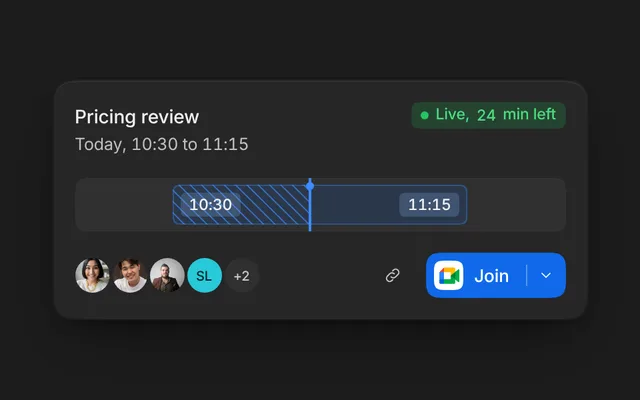 Pricing review
Live, 24 min left
Today, 10:30 to 11:15
10:30
11:15
SL
+2
Join